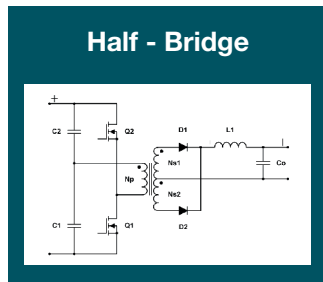 Half - Bridge
+
C2
Q2
D1
L1
Ns1
Co
Np
Ns2
C1
Q1
D2